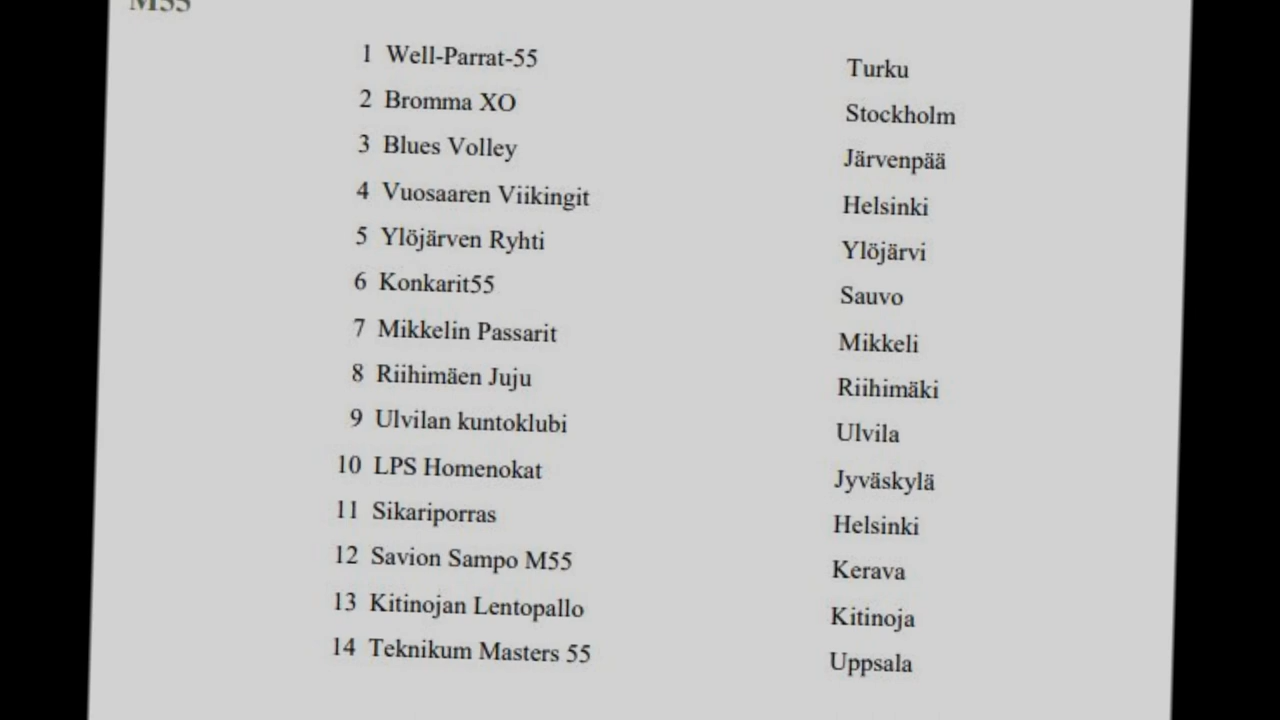 M55
1 Well-Parrat-55 Turku
2 Bromma XO Stockholm
3 Blues Volley Järvenpää
4 Vuosaaren Viikingit Helsinki
5 Ylöjärven Ryhti Ylöjärvi
6 Konkarit55 Sauvo
7 Mikkelin Passarit Mikkeli
8 Riihimäen Juju Riihimäki
9 Ulvilan kuntoklubi Ulvila
10 LPS Homenokat Jyväskylä
11 Sikariporras Helsinki
12 Savion Sampo M55 Kerava
13 Kitinojan Lentopallo Kitinoja
14 Teknikum Masters 55 Uppsala